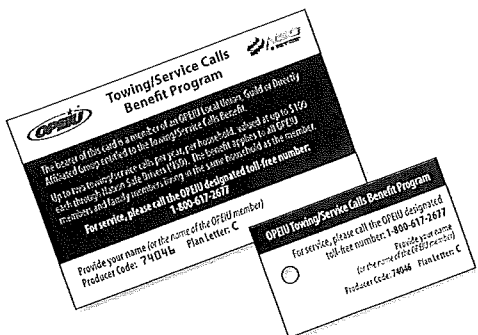 OPEIU
Towing/Service Calls
Benefit Program
NSD
The bearer of this card is a member of an OPEIU Local Union, Guild or Directly
Affiliated Group entitled to the Towing/Service Calls Benefit.
Up to two towing/service calls per year, per household, valued at up to $100
each through Nation Safe Drivers (NSD). The benefit applies to all OPEIU
members and family members living in the same household as the member.
For service, please call the OPEIU designated toll-free number:
1-800-617-2677
Provide your name (or the name of the OPEIU member)
Producer Code: 74046 Plan Letter: C
OPEIU Towing/Service Calls Benefit Program
For service, please call the OPEIU designated
toll-free number: 1-800-617-2677
Provide your name
(or the name of the OPEIU member)
Producer Code: 74046 Plan Letter: C